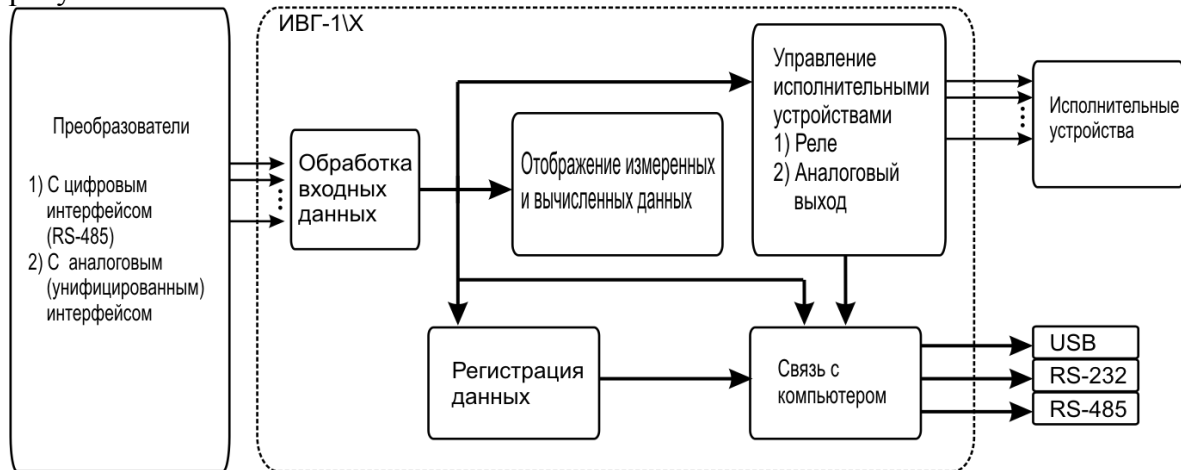 ИВГ-1\Х
Преобразователи
1) С цифровым
интерфейсом
(RS-485)
2) С аналоговым
(унифицированным)
интерфейсом
Обработка
входных
данных
Отображение измеренных
и вычисленных данных
Управление
исполнительными
устройствами
1) Реле
2) Аналоговый
выход
Исполнительные
устройства
Регистрация
данных
Связь с
компьютером
USB
RS-232
RS-485